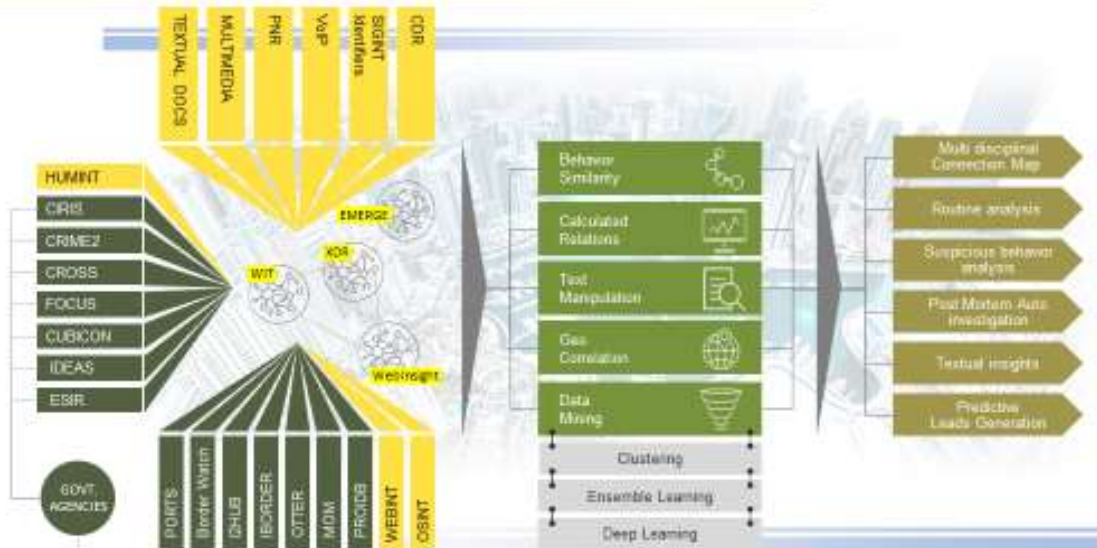 TEXTUAL DOCS
MULTIMEDIA
PNR
VoIP
SIGINT
Identifiers
CDR
HUMINT
CIRIS
CRIME2
CROSS
FOCUS
CUBICON
IDEAS
ESIR
GOVT.
AGENCIES
EMERGE
XDR
WIT
WebInsight
PORTS
Border Watch
I2HUB
IBORDER
OTTER
MOM
PRODB
WEBINT
OSINT
Behavior
Similarity
Calculated
Relations
Text
Manipulation
Geo
Correlation
Data
Mining
Clustering
Ensemble Learning
Deep Learning
Multi disciplinal
Connection Map
Routine analysis
Suspicious behavior
analysis
Post Mortem Auto
investigation
Textual insights
Predictive
Leads Generation